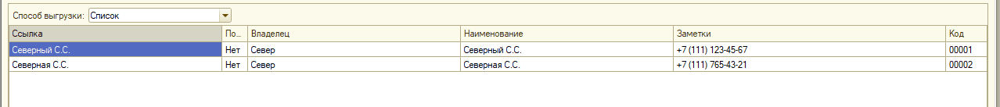 Способ выгрузки: Список
Ссылка По... Владелец Наименование Заметки Код
Северный С.С. Нет Север Северный С.С. +7 (111) 123-45-67 00001
Северная С.С. Нет Север Северная С.С. +7 (111) 765-43-21 00002